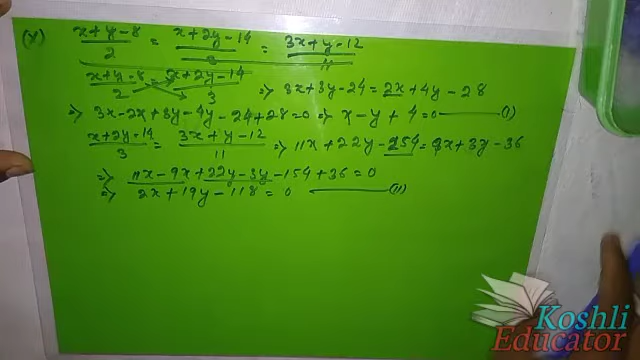 (X) x+y-8/2 = x+2y-14/3 = 3x+y-12/11
x+y-8/2 = x+2y-14/3 ⇒ 3x+3y-24 = 2x+4y-28
⇒ 3x-2x+3y-4y-24+28=0 ⇒ x-y+4=0 —— (I)
x+2y-14/3 = 3x+y-12/11 ⇒ 11x+22y-154 = 9x+3y-36
⇒ 11x-9x+22y-3y-154+36=0
⇒ 2x+19y-118=0 —— (II)
Koshli
Educator